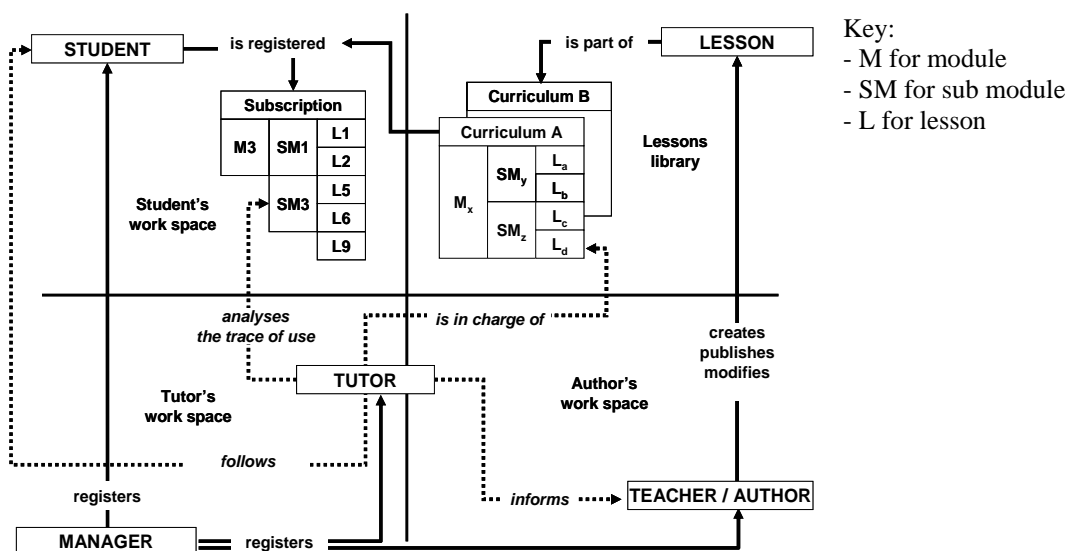 STUDENT
is registered
is part of
LESSON
Key:
- M for module
- SM for sub module
- L for lesson
Subscription
M3
SM1
L1
L2
SM3
L5
L6
L9
Curriculum B
Curriculum A
Mx
SMy
La
Lb
SMz
Lc
Ld
Lessons
library
Student's
work space
analyses
the trace of use
is in charge of
creates
publishes
modifies
TUTOR
Tutor's
work space
Author's
work space
follows
registers
informs
TEACHER / AUTHOR
MANAGER
registers